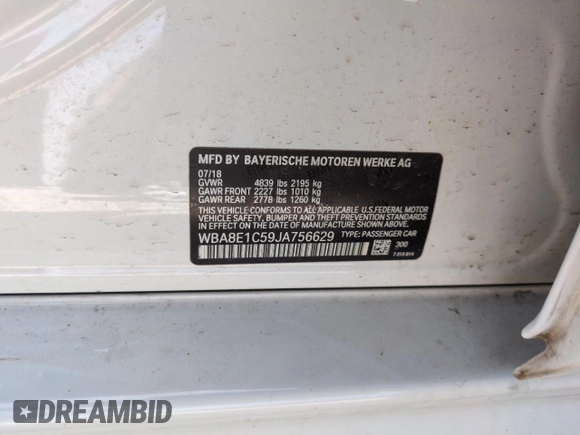 MFD BY BAYERISCHE MOTOREN WERKE AG
07/18
GVWR 4839 lbs 2195 kg
GAWR FRONT 2227 lbs 1010 kg
GAWR REAR 2778 lbs 1260 kg
THIS VEHICLE CONFORMS TO ALL APPLICABLE U.S.FEDERAL MOTOR
VEHICLE SAFETY, BUMPER, AND THEFT PREVENTION STANDARDS
IN EFFECT ON THE DATE OF MANUFACTURE SHOWN ABOVE.
WBA8E1C59JA756629 TYPE: PASSENGER CAR
300
DREAMBID